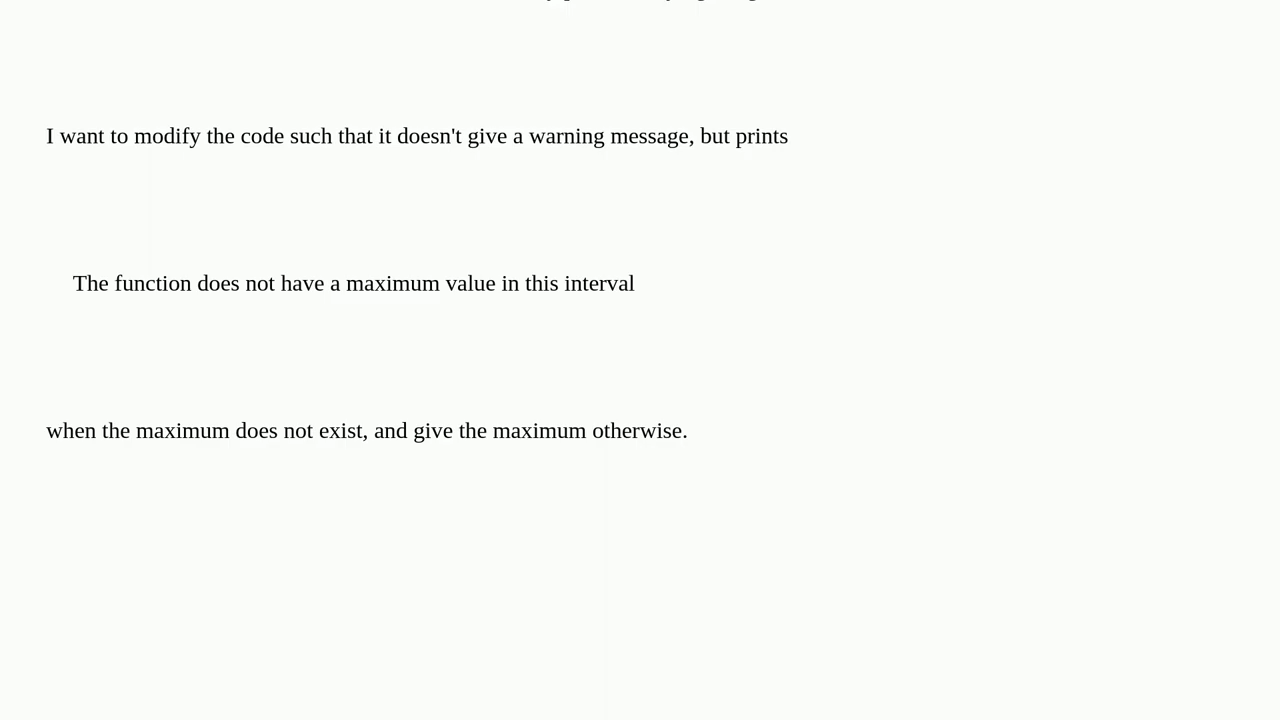 I want to modify the code such that it doesn't give a warning message, but prints
The function does not have a maximum value in this interval
when the maximum does not exist, and give the maximum otherwise.